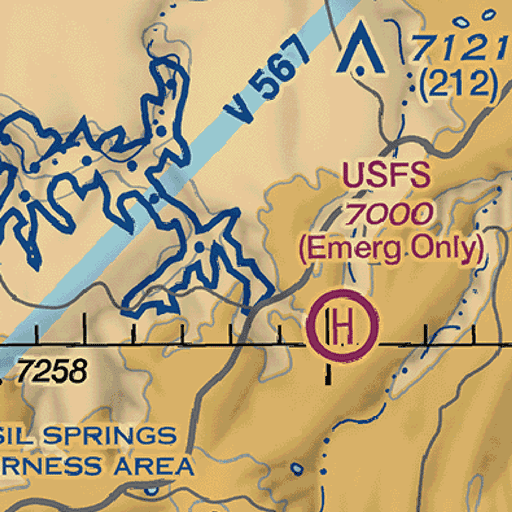 V 567
7121
(212)
USFS
7000
(Emerg Only)
H
7258
SIL SPRINGS
RNESS AREA